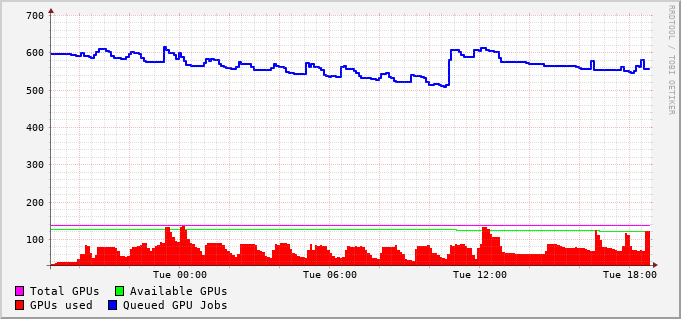 700
600
500
400
300
200
100
Tue 00:00 Tue 06:00 Tue 12:00 Tue 18:00
Total GPUs Available GPUs
GPUs used Queued GPU Jobs
RRDTOOL / TOBI OETIKER